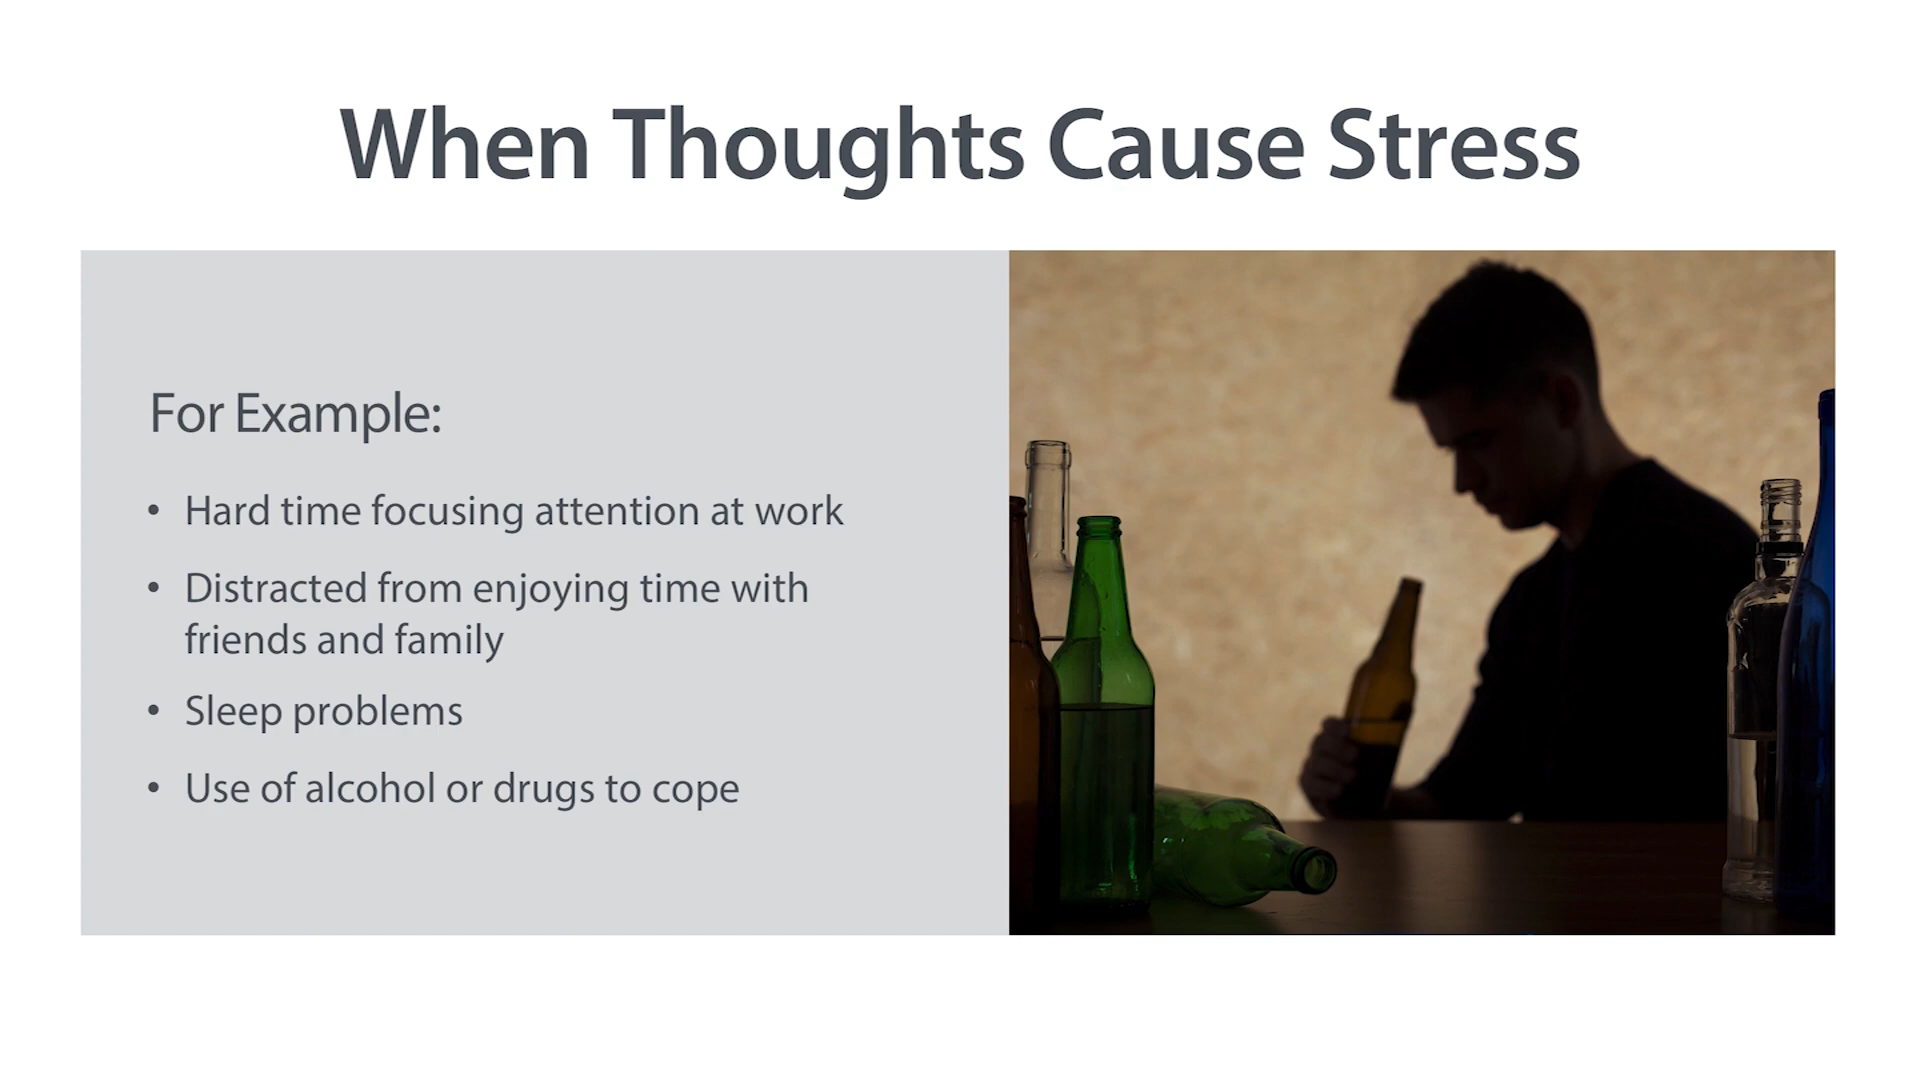 When Thoughts Cause Stress
For Example:
• Hard time focusing attention at work
• Distracted from enjoying time with
friends and family
• Sleep problems
• Use of alcohol or drugs to cope